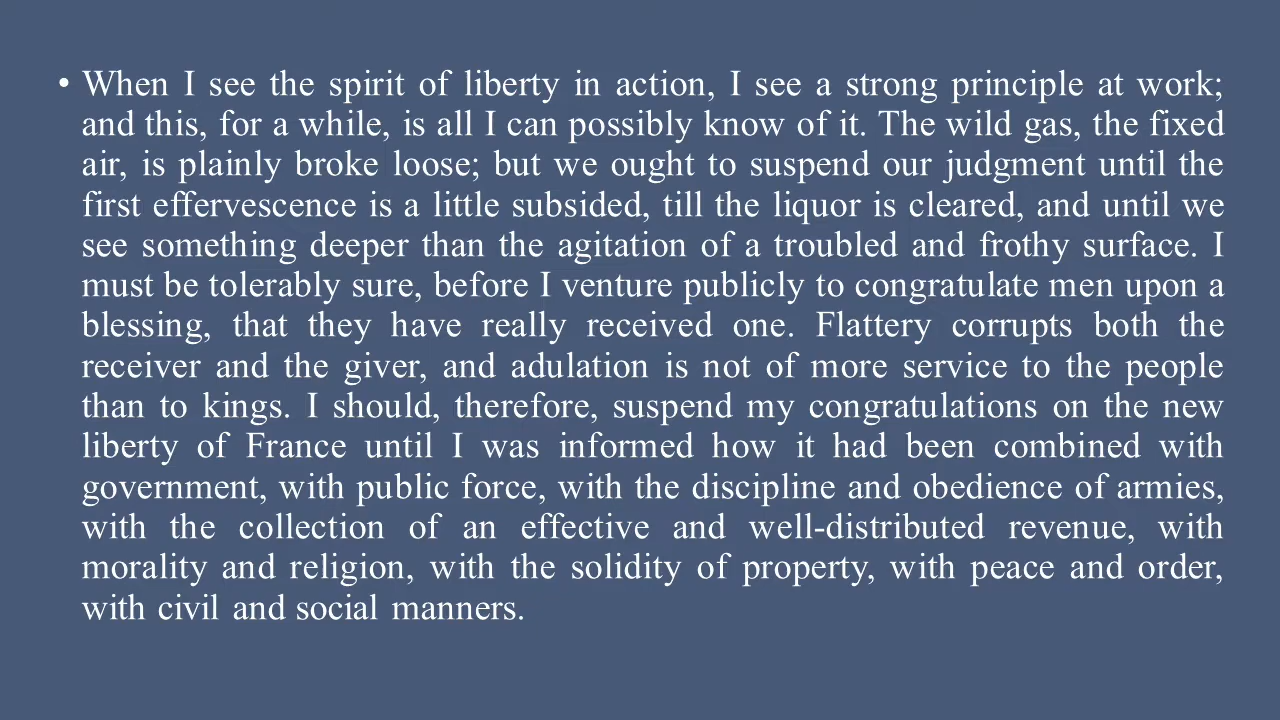 • When I see the spirit of liberty in action, I see a strong principle at work;
and this, for a while, is all I can possibly know of it. The wild gas, the fixed
air, is plainly broke loose; but we ought to suspend our judgment until the
first effervescence is a little subsided, till the liquor is cleared, and until we
see something deeper than the agitation of a troubled and frothy surface. I
must be tolerably sure, before I venture publicly to congratulate men upon a
blessing, that they have really received one. Flattery corrupts both the
receiver and the giver, and adulation is not of more service to the people
than to kings. I should, therefore, suspend my congratulations on the new
liberty of France until I was informed how it had been combined with
government, with public force, with the discipline and obedience of armies,
with the collection of an effective and well-distributed revenue, with
morality and religion, with the solidity of property, with peace and order,
with civil and social manners.